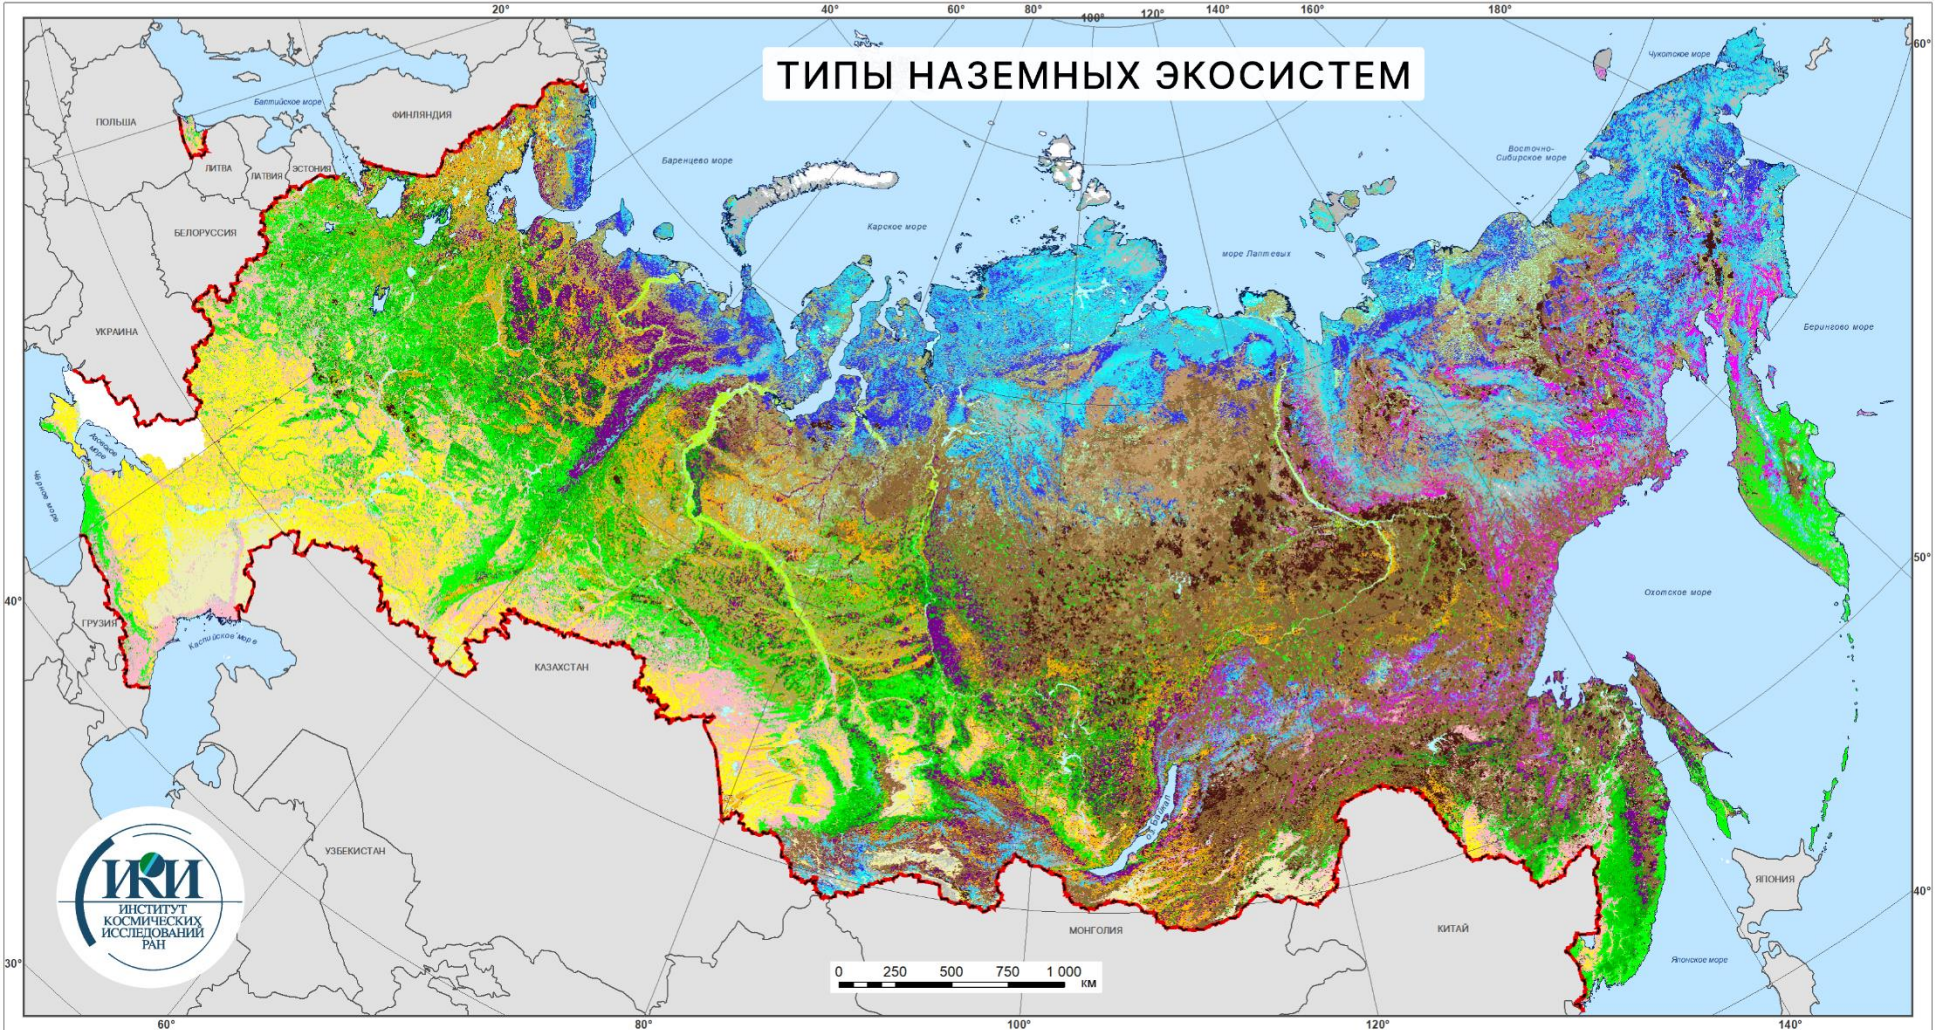 20°
40°
60°
80°
100°
120°
140°
160°
180°
60°
ТИПЫ НАЗЕМНЫХ ЭКОСИСТЕМ
Чукотское море
Балтийское море
ФИНЛЯНДИЯ
ПОЛЬША
ЛИТВА
ЛАТВИЯ
ЭСТОНИЯ
Баренцево море
Восточно-
Сибирское море
БЕЛОРУССИЯ
Карское море
море Лаптевых
УКРАИНА
Берингово море
Азовское
море
Чёрное море
50°
40°
ГРУЗИЯ
Каспийское море
КАЗАХСТАН
Охотское море
оз. Байкал
УЗБЕКИСТАН
ЯПОНИЯ
40°
ИКИ
ИНСТИТУТ
КОСМИЧЕСКИХ
ИССЛЕДОВАНИЙ
РАН
МОНГОЛИЯ
КИТАЙ
Японское море
30°
0 250 500 750 1 000
км
60°
80°
100°
120°
140°